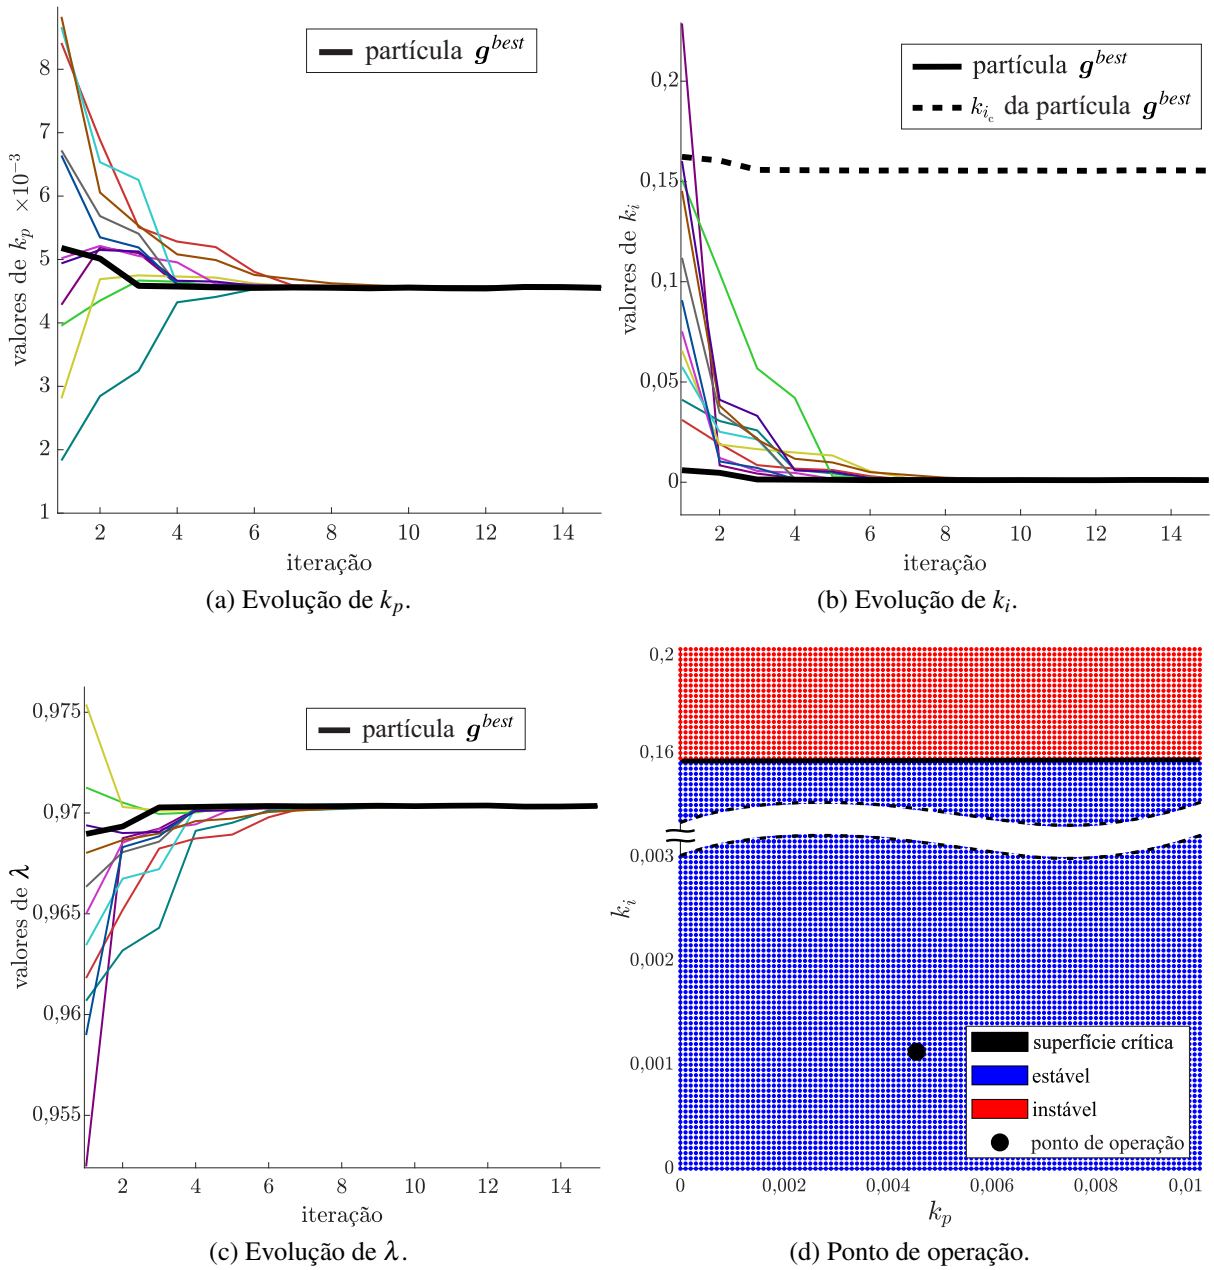 8
7
6
5
4
3
2
1
2
4
6
8
10
12
14
valores de k_p ×10⁻³
iteração
partícula g^best
(a) Evolução de k_p.
0,2
0,15
0,1
0,05
0
2
4
6
8
10
12
14
valores de k_i
iteração
partícula g^best
k_{i_c} da partícula g^best
(b) Evolução de k_i.
0,975
0,97
0,965
0,96
0,955
2
4
6
8
10
12
14
valores de λ
iteração
partícula g^best
(c) Evolução de λ.
0,2
0,16
0,003
0,002
0,001
0
0
0,002
0,004
0,006
0,008
0,01
k_i
k_p
superfície crítica
estável
instável
ponto de operação
(d) Ponto de operação.